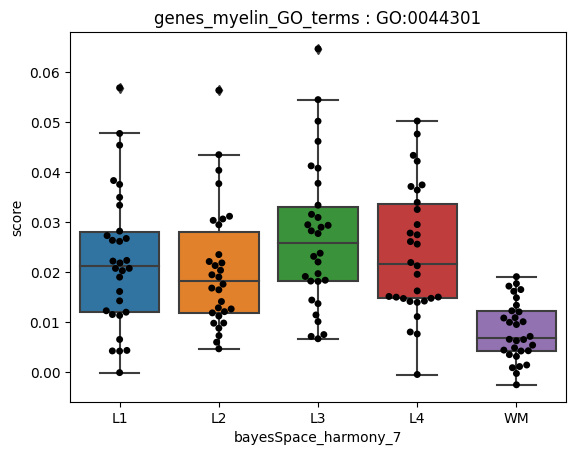 genes_myelin_GO_terms : GO:0044301
score
0.06
0.05
0.04
0.03
0.02
0.01
0.00
L1 L2 L3 L4 WM
bayesSpace_harmony_7